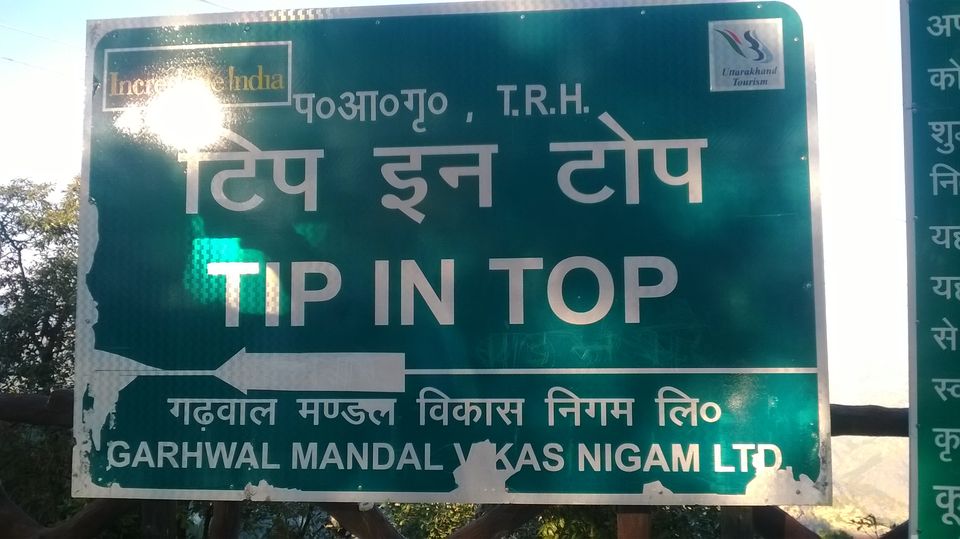 Incredible India
Uttarakhand
Tourism
प०आ०गृ० , T.R.H.
टिप इन टोप
TIP IN TOP
गढ़वाल मण्डल विकास निगम लि०
GARHWAL MANDAL VIKAS NIGAM LTD
को
नि
से